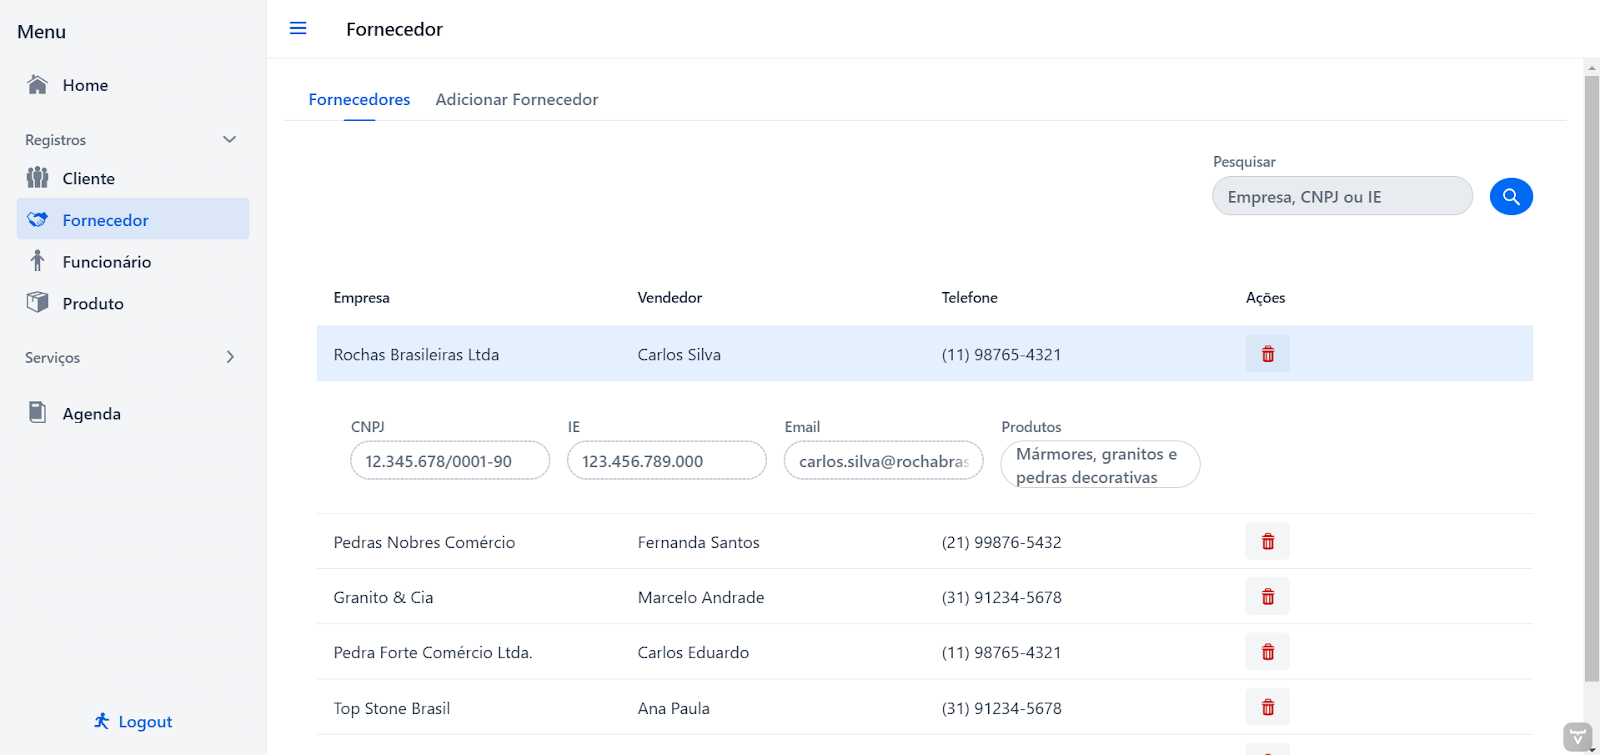 Menu
Home
Registros
Cliente
Fornecedor
Funcionário
Produto
Serviços
Agenda
Logout
Fornecedor
Fornecedores Adicionar Fornecedor
Pesquisar
Empresa, CNPJ ou IE
Empresa Vendedor Telefone Ações
Rochas Brasileiras Ltda Carlos Silva (11) 98765-4321
CNPJ IE Email Produtos
12.345.678/0001-90 123.456.789.000 carlos.silva@rochabras Mármores, granitos e
pedras decorativas
Pedras Nobres Comércio Fernanda Santos (21) 99876-5432
Granito & Cia Marcelo Andrade (31) 91234-5678
Pedra Forte Comércio Ltda. Carlos Eduardo (11) 98765-4321
Top Stone Brasil Ana Paula (31) 91234-5678